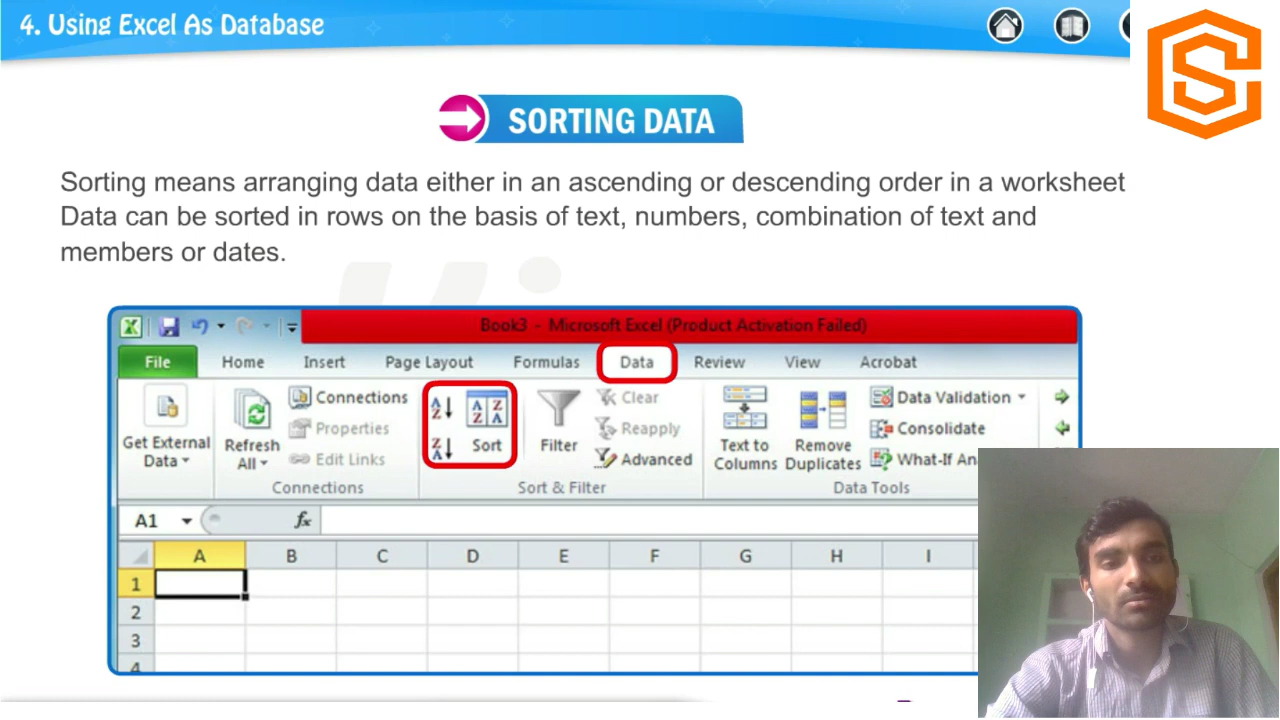 4. Using Excel As Database
SORTING DATA
Sorting means arranging data either in an ascending or descending order in a worksheet
Data can be sorted in rows on the basis of text, numbers, combination of text and
members or dates.
Book3 - Microsoft Excel (Product Activation Failed)
File Home Insert Page Layout Formulas Data Review View Acrobat
Get External Data
Refresh All
Connections
Properties
Edit Links
Connections
Sort
Filter
Clear
Reapply
Advanced
Sort & Filter
Text to Columns
Remove Duplicates
Data Validation
Consolidate
What-If An
Data Tools
A1 fx
A B C D E F G H I
1
2
3
4